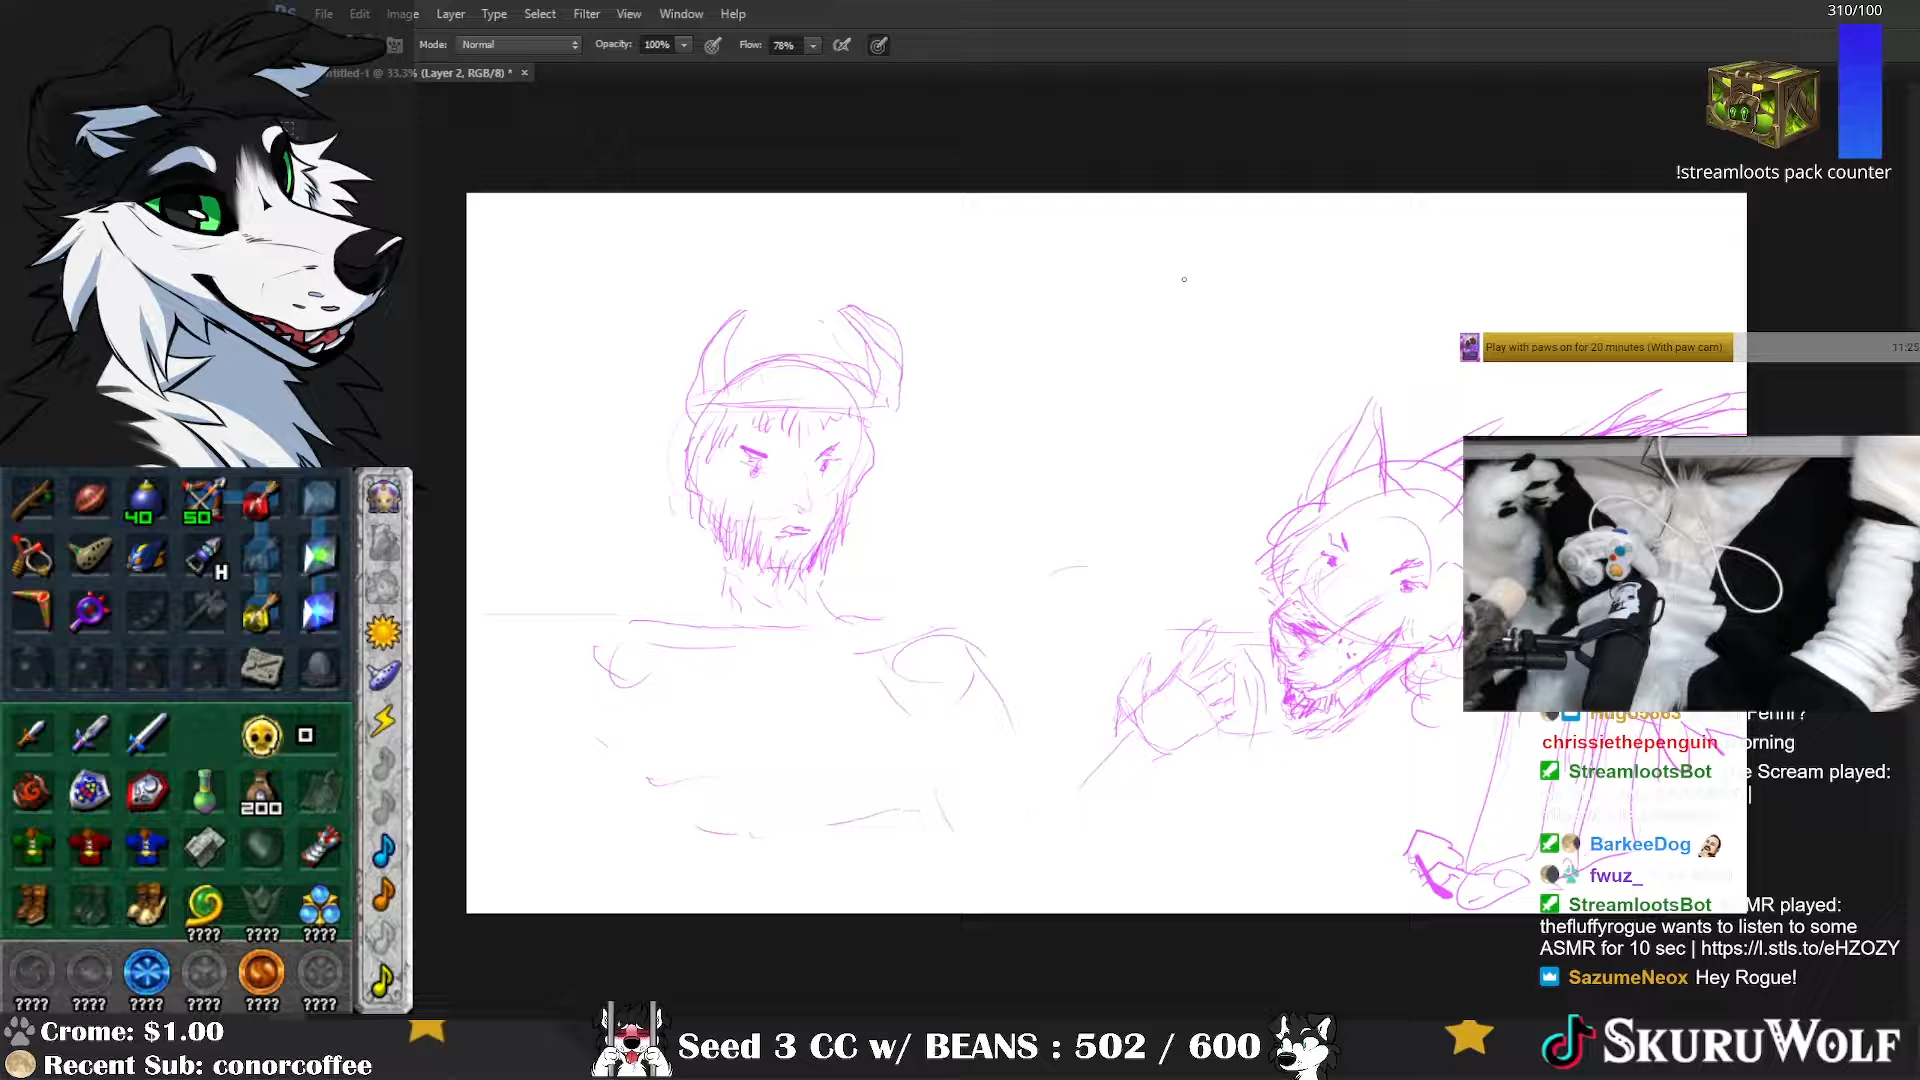 Ps File Edit Image Layer Type Select Filter View Window Help
Mode: Normal Opacity: 100% Flow: 78%
@ 33.3% (Layer 2, RGB/8) *
310/100
!streamloots pack counter
Play with paws on for 20 minutes (With paw cam)
11:25
40
50
H
0
200
???? ???? ????
???? ???? ???? ???? ???? ????
chrissiethepenguin
StreamlootsBot Scream played:
BarkeeDog
fwuz_
StreamlootsBot MR played:
thefluffyrogue wants to listen to some
ASMR for 10 sec | https://l.stls.to/eHZOZY
SazumeNeox Hey Rogue!
Crome: $1.00
Recent Sub: conorcoffee
Seed 3 CC w/ BEANS : 502 / 600
SkuruWolf